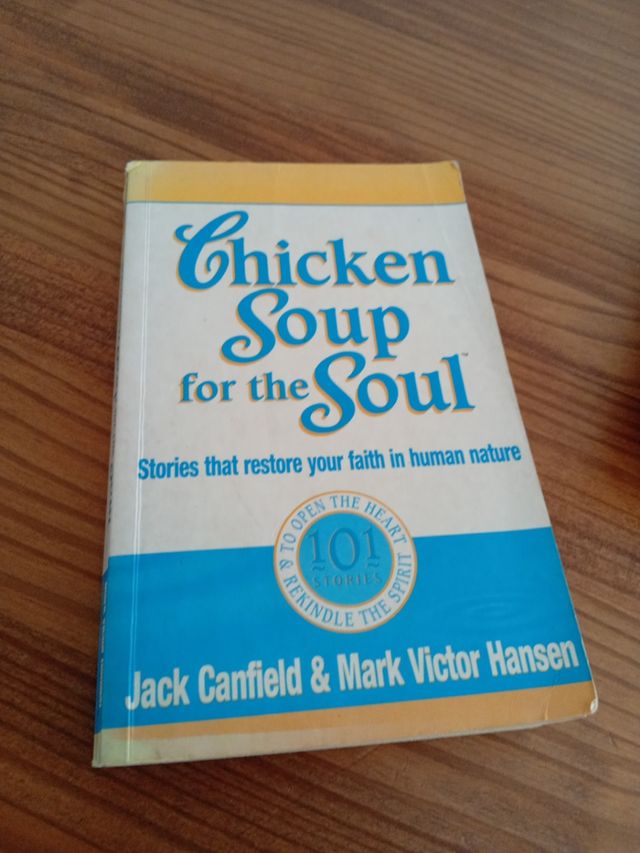 Chicken
Soup
for the Soul™
Stories that restore your faith in human nature
TO OPEN THE HEART
101
STORIES
& REKINDLE THE SPIRIT
Jack Canfield & Mark Victor Hansen